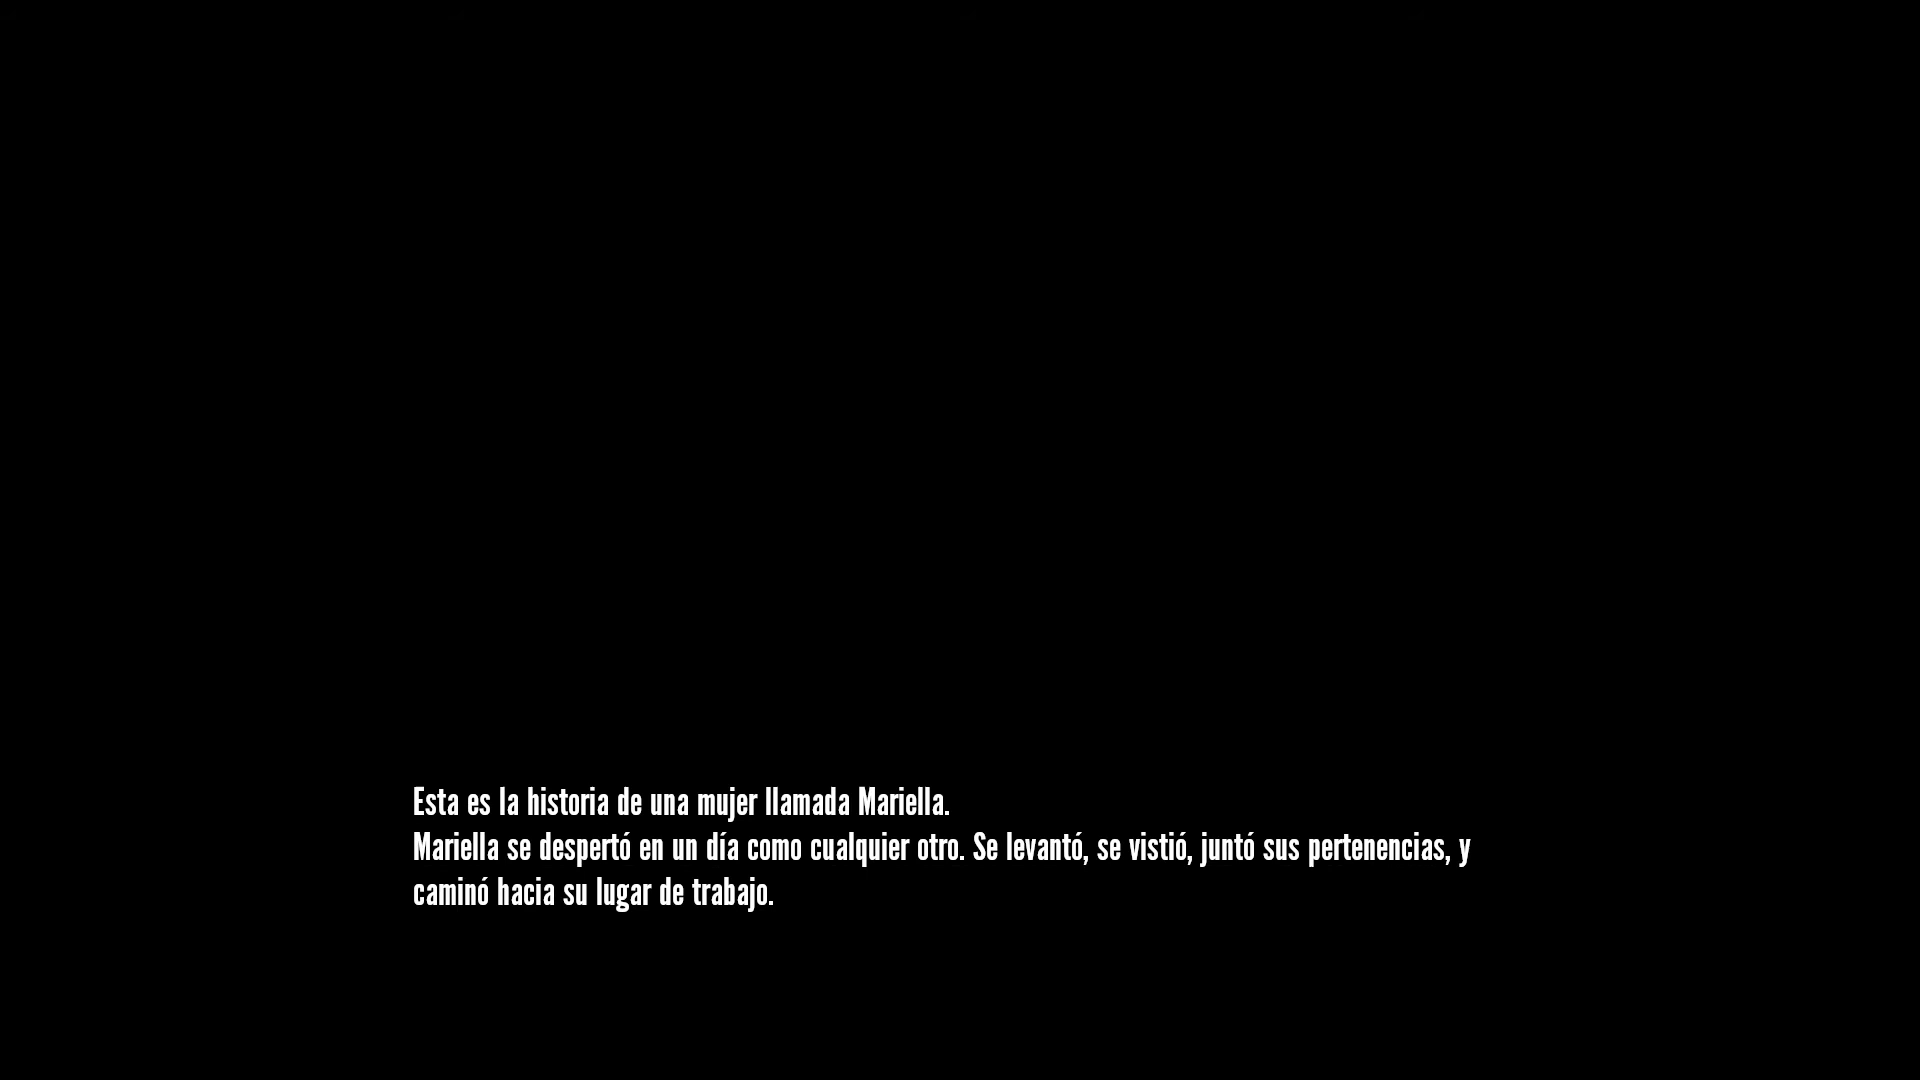 Esta es la historia de una mujer llamada Mariella.
Mariella se despertó en un día como cualquier otro. Se levantó, se vistió, juntó sus pertenencias, y
caminó hacia su lugar de trabajo.